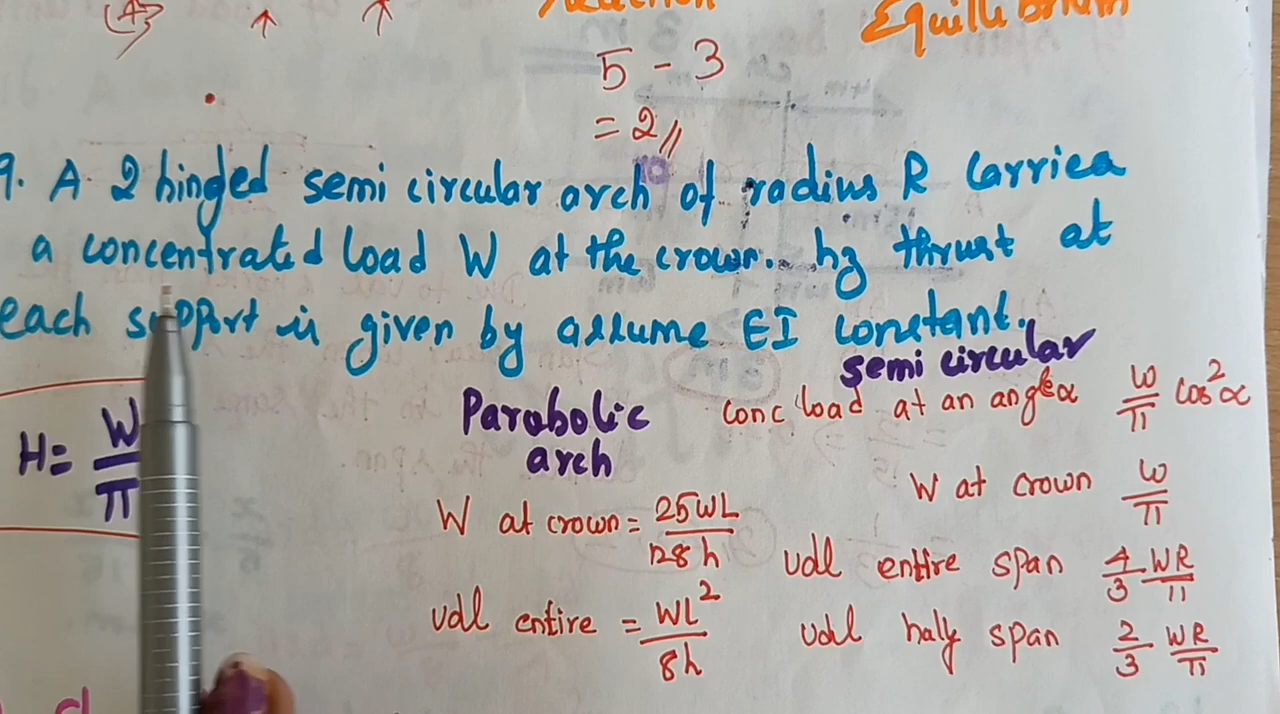 (A) ↑ ↑
Reaction
Equilibrium
5 - 3
= 2 //
9. A 2 hinged semi circular arch of radius R Carries
a concentrated load W at the crown. hz thrust at
each support is given by assume EI constant.
H = W/π
Parabolic
arch
W at crown = 25WL/128h
Udl entire = WL²/8h
semi circular
Conc load at an angle α W/π cos²α
W at crown W/π
Udl entire span 4/3 WR/π
Udl half span 2/3 WR/π